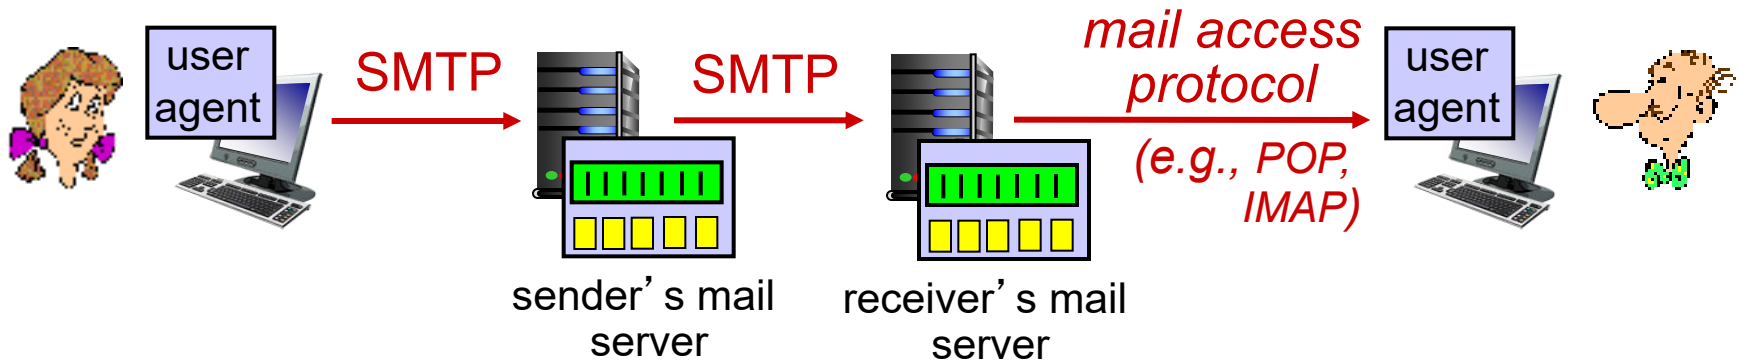 user
agent
SMTP
SMTP
mail access
protocol
(e.g., POP,
IMAP)
user
agent
sender’s mail
server
receiver’s mail
server